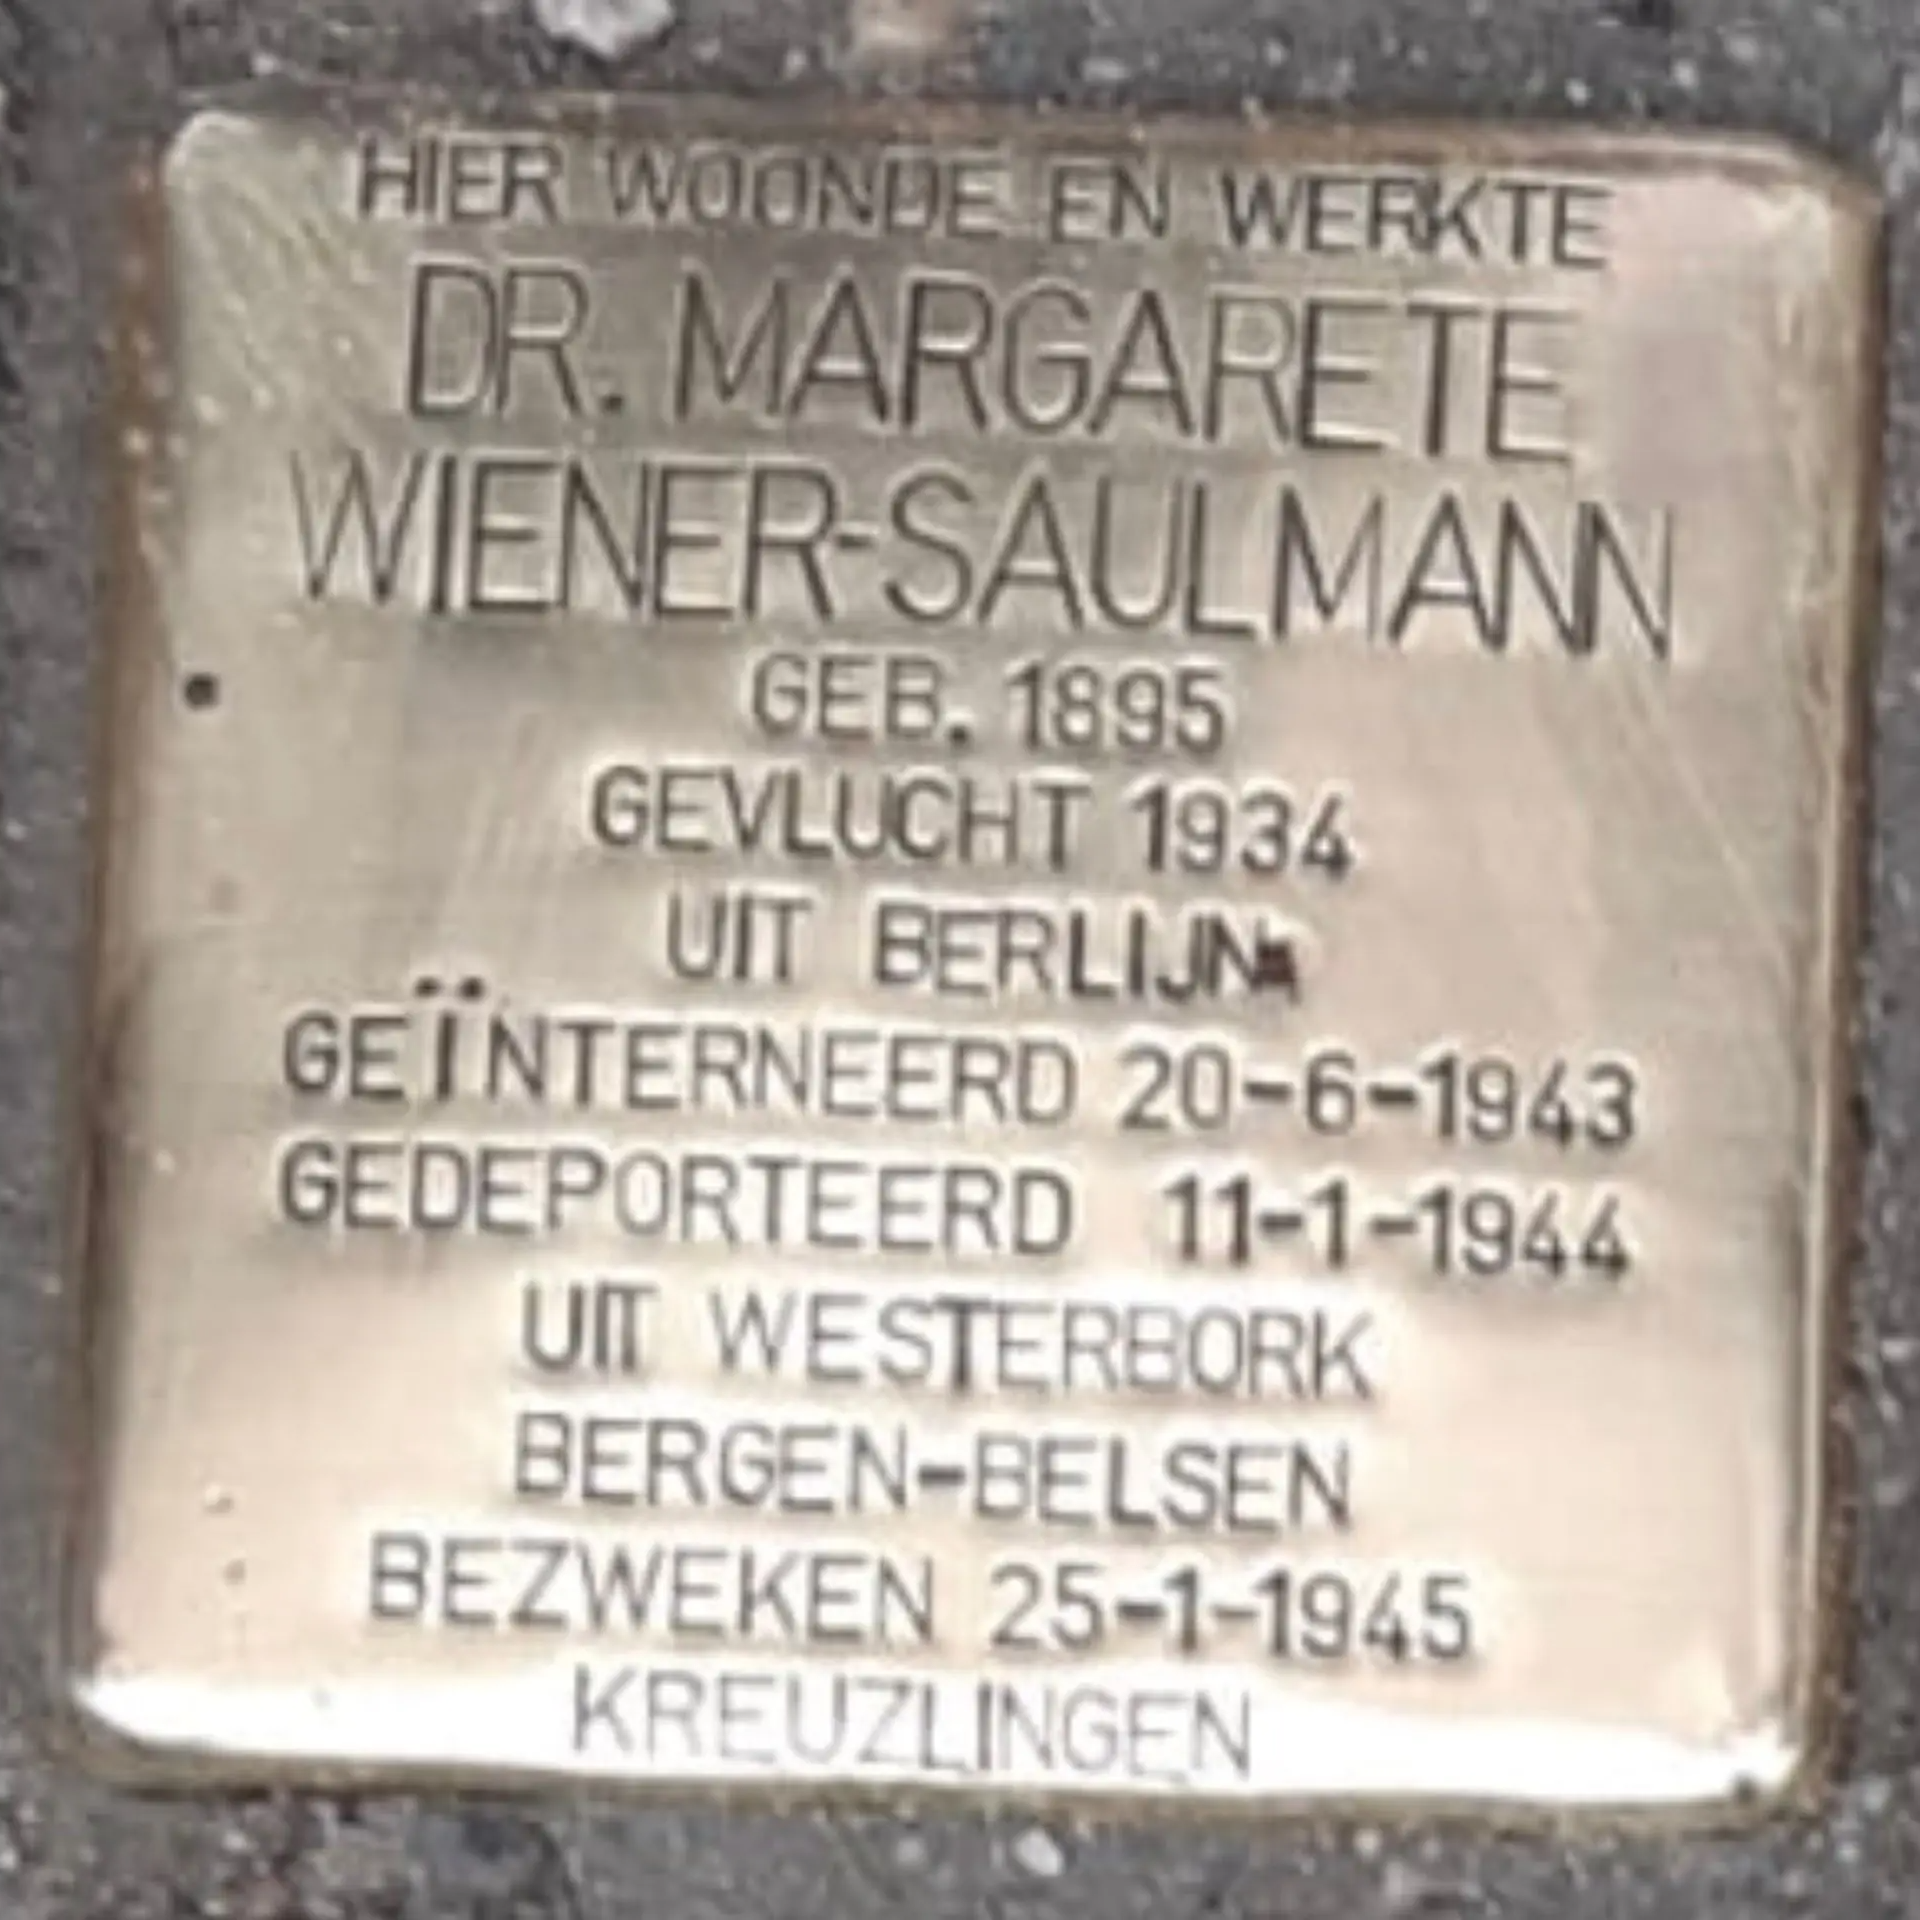 HIER WOONDE EN WERKTE
DR. MARGARETE
WIENER-SAULMANN
GEB. 1895
GEVLUCHT 1934
UIT BERLIJN
GEÏNTERNEERD 20-6-1943
GEDEPORTEERD 11-1-1944
UIT WESTERBORK
BERGEN-BELSEN
BEZWEKEN 25-1-1945
KREUZLINGEN